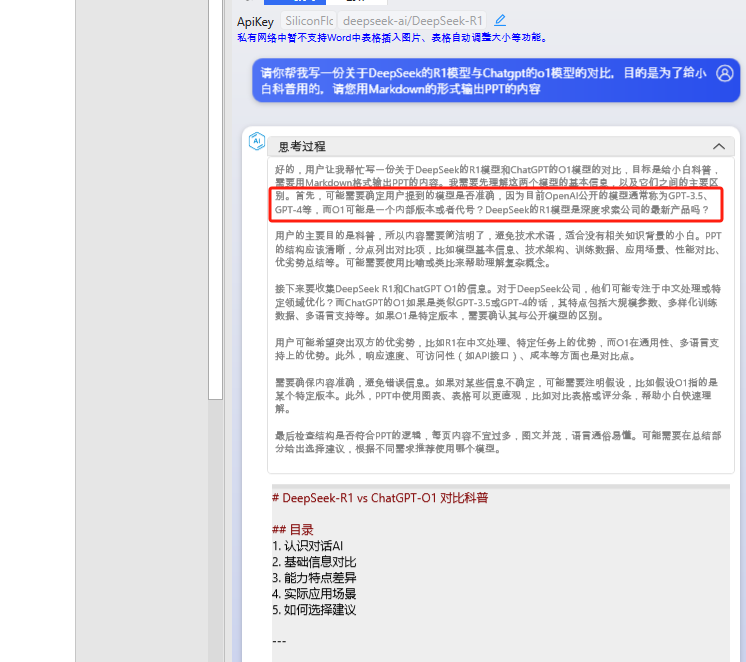 ApiKey SiliconFlc deepseek-ai/DeepSeek-R1
私有网络中暂不支持Word中表格插入图片、表格自动调整大小等功能。
请你帮我写一份关于DeepSeek的R1模型与Chatgpt的o1模型的对比，目的是为了给小
白科普用的，请您用Markdown的形式输出PPT的内容
AI
思考过程
好的，用户让我帮忙写一份关于DeepSeek的R1模型和ChatGPT的O1模型的对比，目标是给小白科普，
需要用Markdown格式输出PPT的内容。我需要先理解这两个模型的基本信息，以及它们之间的主要区
别。首先，可能需要确定用户提到的模型是否准确，因为目前OpenAI公开的模型通常称为GPT-3.5、
GPT-4等，而O1可能是一个内部版本或者代号？DeepSeek的R1模型是深度求索公司的最新产品吗？
用户的主要目的是科普，所以内容需要简洁明了，避免技术术语，适合没有相关知识背景的小白。PPT
的结构应该清晰，分点列出对比项，比如模型基本信息、技术架构、训练数据、应用场景、性能对比、
优劣势总结等。可能需要使用比喻或类比来帮助理解复杂概念。
接下来要收集DeepSeek R1和ChatGPT O1的信息。对于DeepSeek公司，他们可能专注于中文处理或特
定领域优化？而ChatGPT的O1如果是类似GPT-3.5或GPT-4的话，其特点包括大规模参数、多样化训练
数据、多语言支持等。如果O1是特定版本，需要确认其与公开模型的区别。
用户可能希望突出双方的优劣势，比如R1在中文处理、特定任务上的优势，而O1在通用性、多语言支
持上的优势。此外，响应速度、可访问性（如API接口）、成本等方面也是对比点。
需要确保内容准确，避免错误信息。如果对某些信息不确定，可能需要注明假设，比如假设O1指的是
某个特定版本。此外，PPT中使用图表、表格可以更直观，比如对比表格或评分条，帮助小白快速理
解。
最后检查结构是否符合PPT的逻辑，每页内容不宜过多，图文并茂，语言通俗易懂。可能需要在总结部
分给出选择建议，根据不同需求推荐使用哪个模型。
# DeepSeek-R1 vs ChatGPT-O1 对比科普
## 目录
1. 认识对话AI
2. 基础信息对比
3. 能力特点差异
4. 实际应用场景
5. 如何选择建议
---